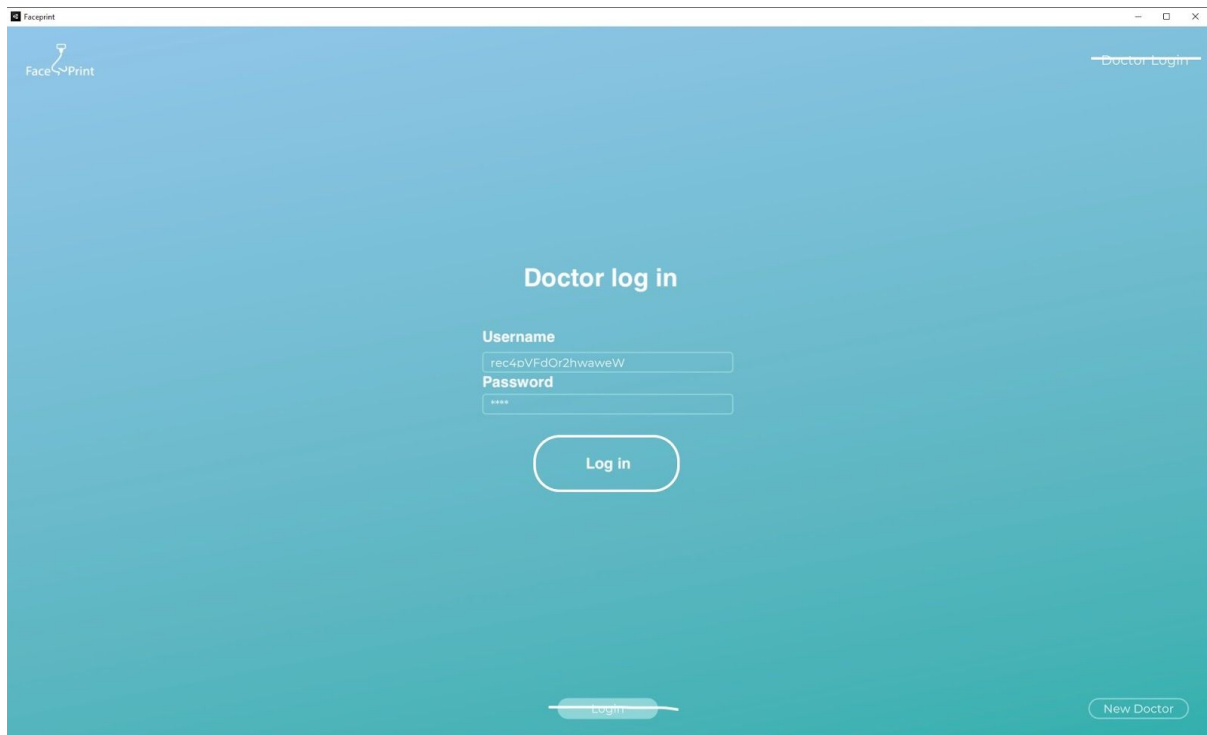 Faceprint
Face Print
Doctor Login
Doctor log in
Username
rec4pVFdOr2hwaweW
Password
****
Log in
Login
New Doctor